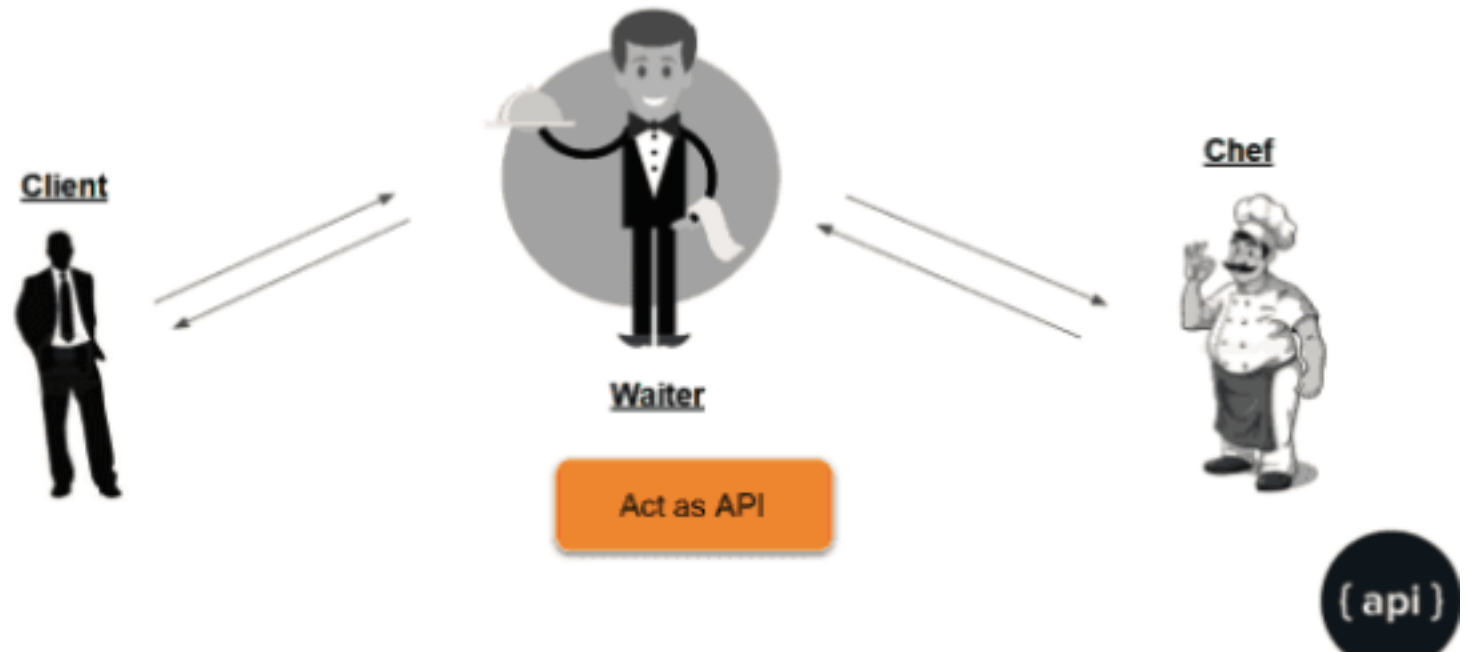 Client
Chef
Waiter
Act as API
{ api }